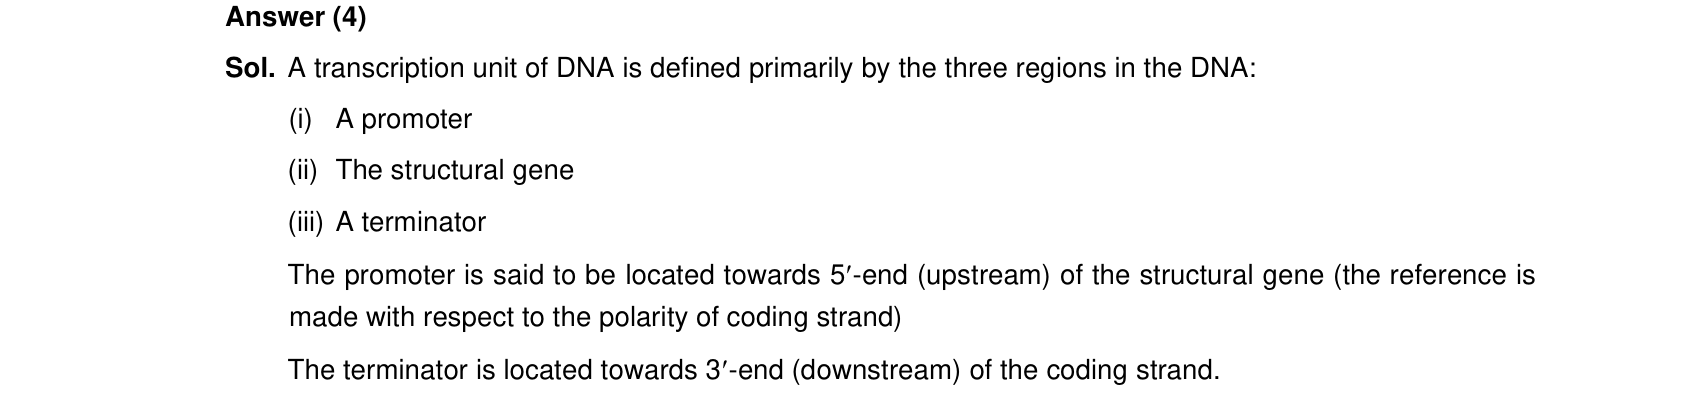 Answer (4)
Sol. A transcription unit of DNA is defined primarily by the three regions in the DNA:
(i) A promoter
(ii) The structural gene
(iii) A terminator
The promoter is said to be located towards 5′-end (upstream) of the structural gene (the reference is
made with respect to the polarity of coding strand)
The terminator is located towards 3′-end (downstream) of the coding strand.